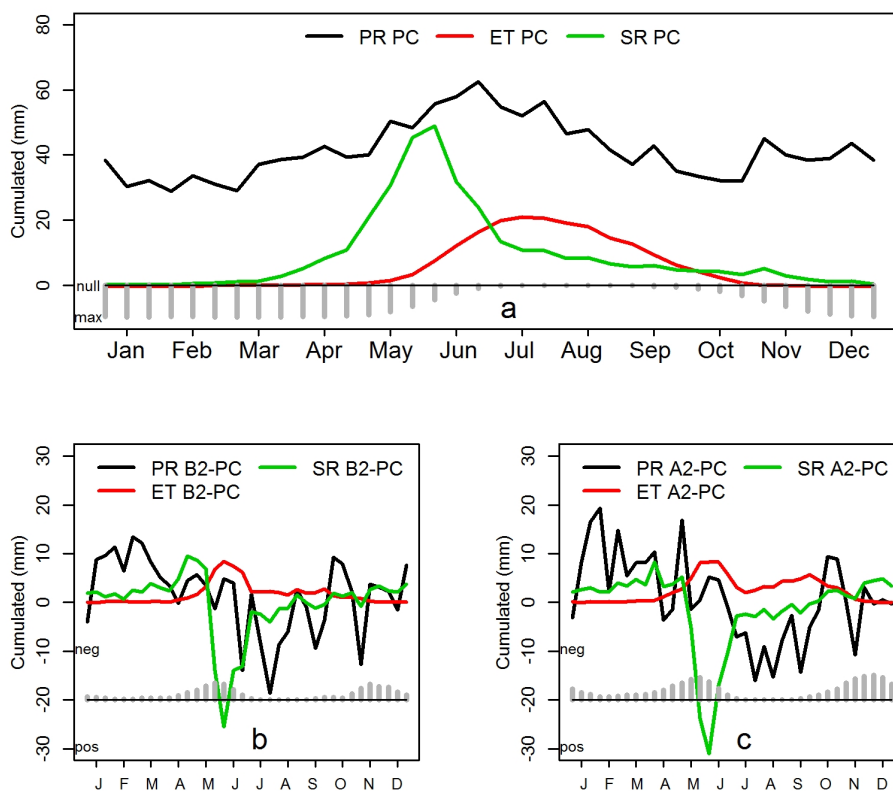 80
60
40
20
0
Cumulated (mm)
PR PC ET PC SR PC
null
max
a
Jan Feb Mar Apr May Jun Jul Aug Sep Oct Nov Dec
30
20
10
0
-10
-20
-30
Cumulated (mm)
PR B2-PC SR B2-PC
ET B2-PC
neg
pos
b
J F M A M J J A S O N D
30
20
10
0
-10
-20
-30
Cumulated (mm)
PR A2-PC SR A2-PC
ET A2-PC
neg
pos
c
J F M A M J J A S O N D